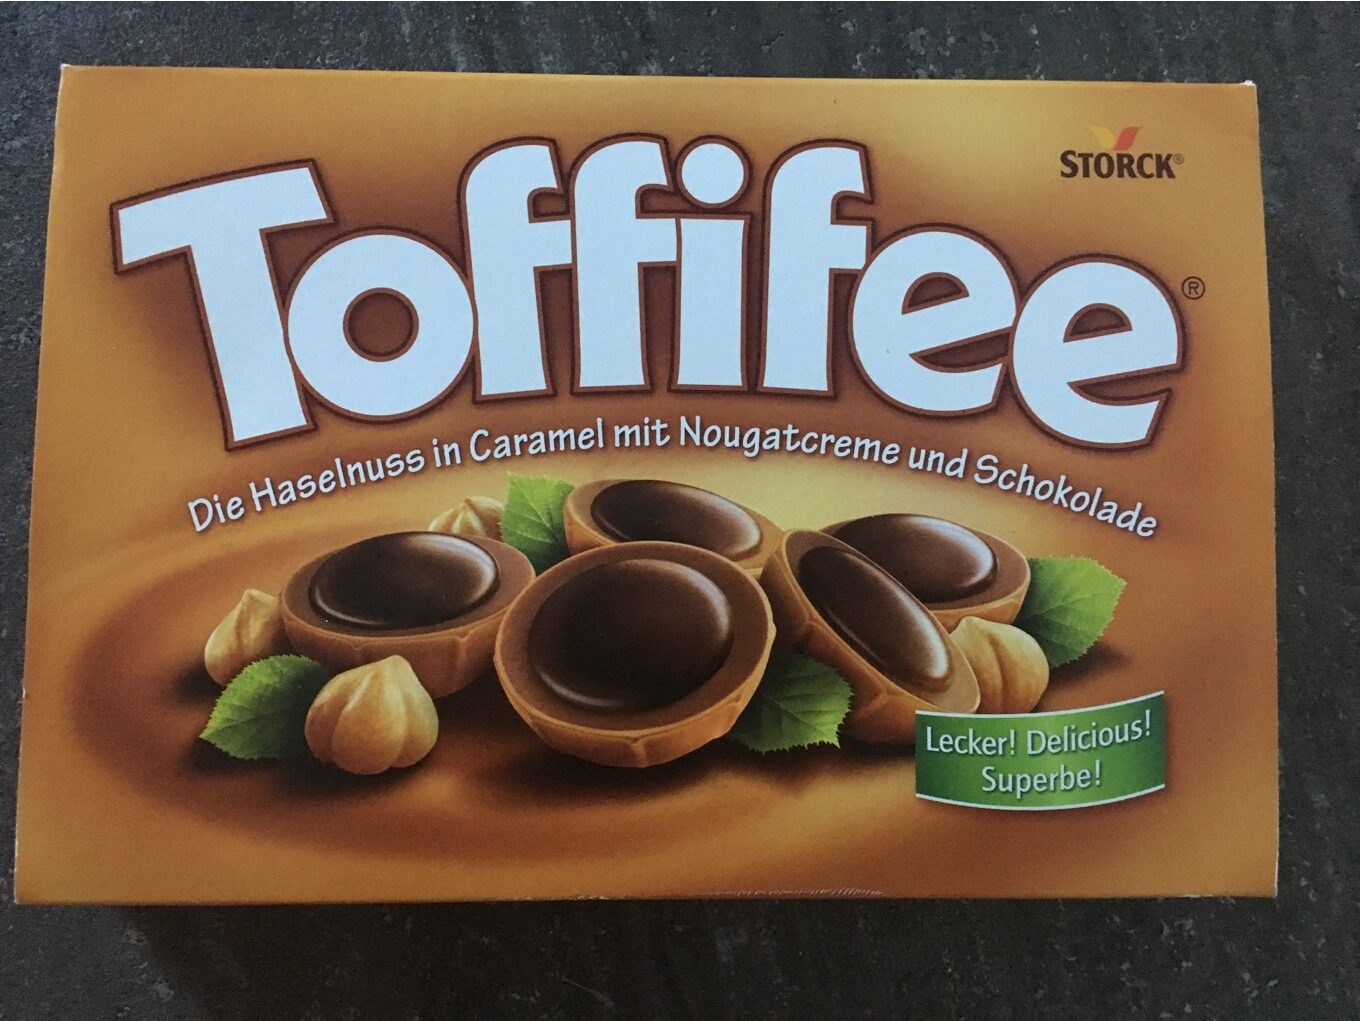 STORCK®
Toffifee®
Die Haselnuss in Caramel mit Nougatcreme und Schokolade
Lecker! Delicious!
Superbe!